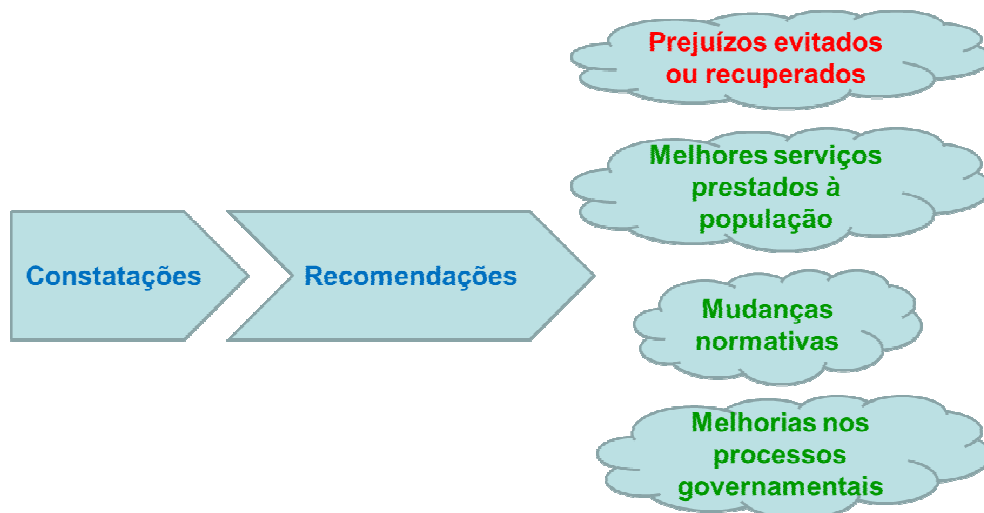 Constatações
Recomendações
Prejuízos evitados
ou recuperados
Melhores serviços
prestados à
população
Mudanças
normativas
Melhorias nos
processos
governamentais